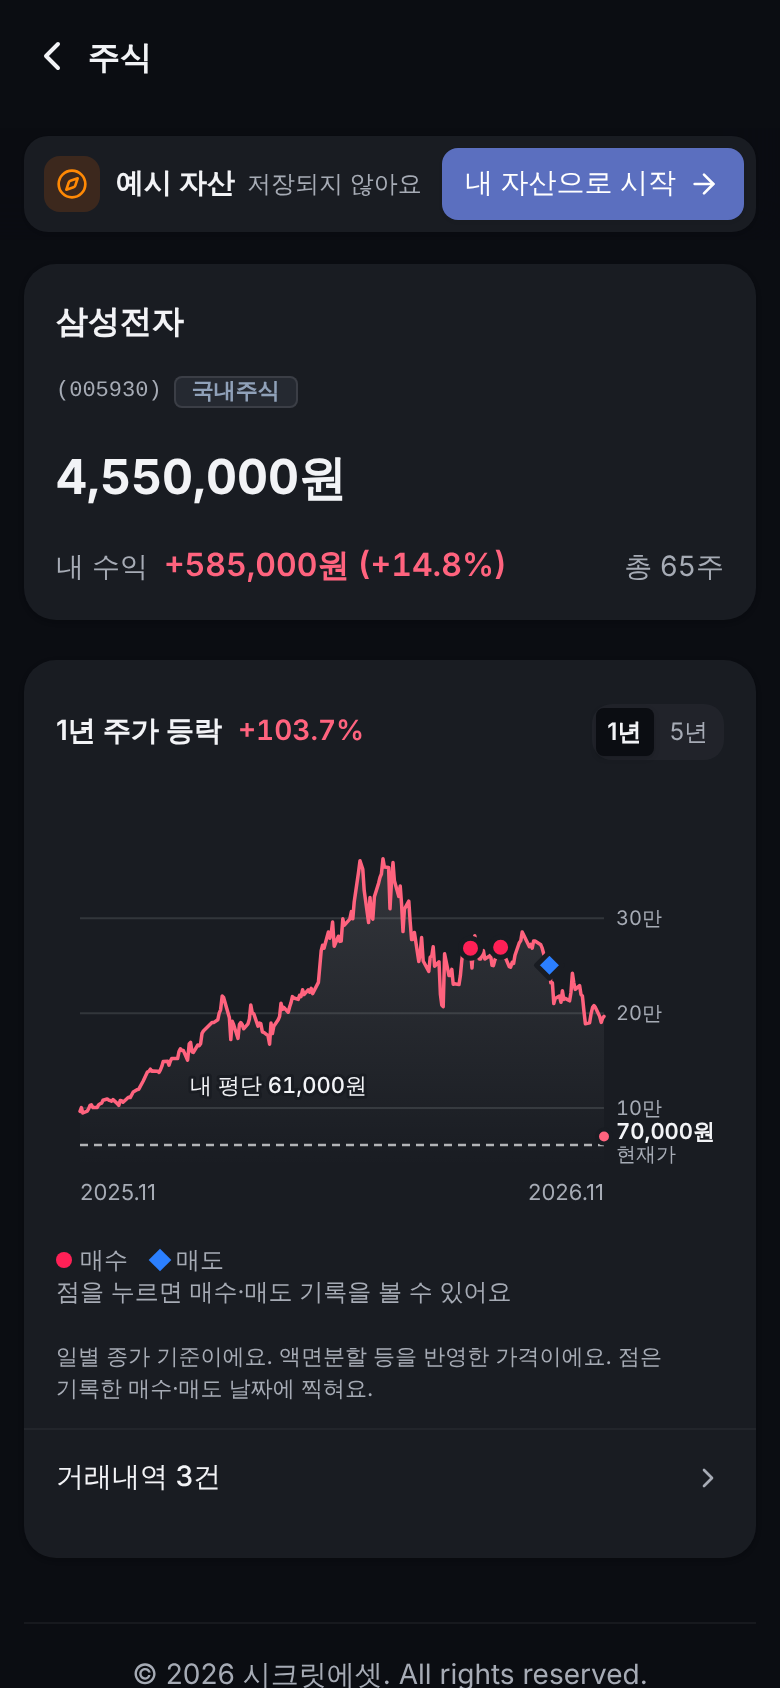 주식
예시 자산 저장되지 않아요 내 자산으로 시작
삼성전자
(005930) 국내주식
4,550,000원
내 수익 +585,000원 (+14.8%) 총 65주
1년 주가 등락 +103.7% 1년 5년
30만
20만
내 평단 61,000원
10만
70,000원
현재가
2025.11 2026.11
매수 매도
점을 누르면 매수·매도 기록을 볼 수 있어요
일별 종가 기준이에요. 액면분할 등을 반영한 가격이에요. 점은
기록한 매수·매도 날짜에 찍혀요.
거래내역 3건
© 2026 시크릿에셋. All rights reserved.